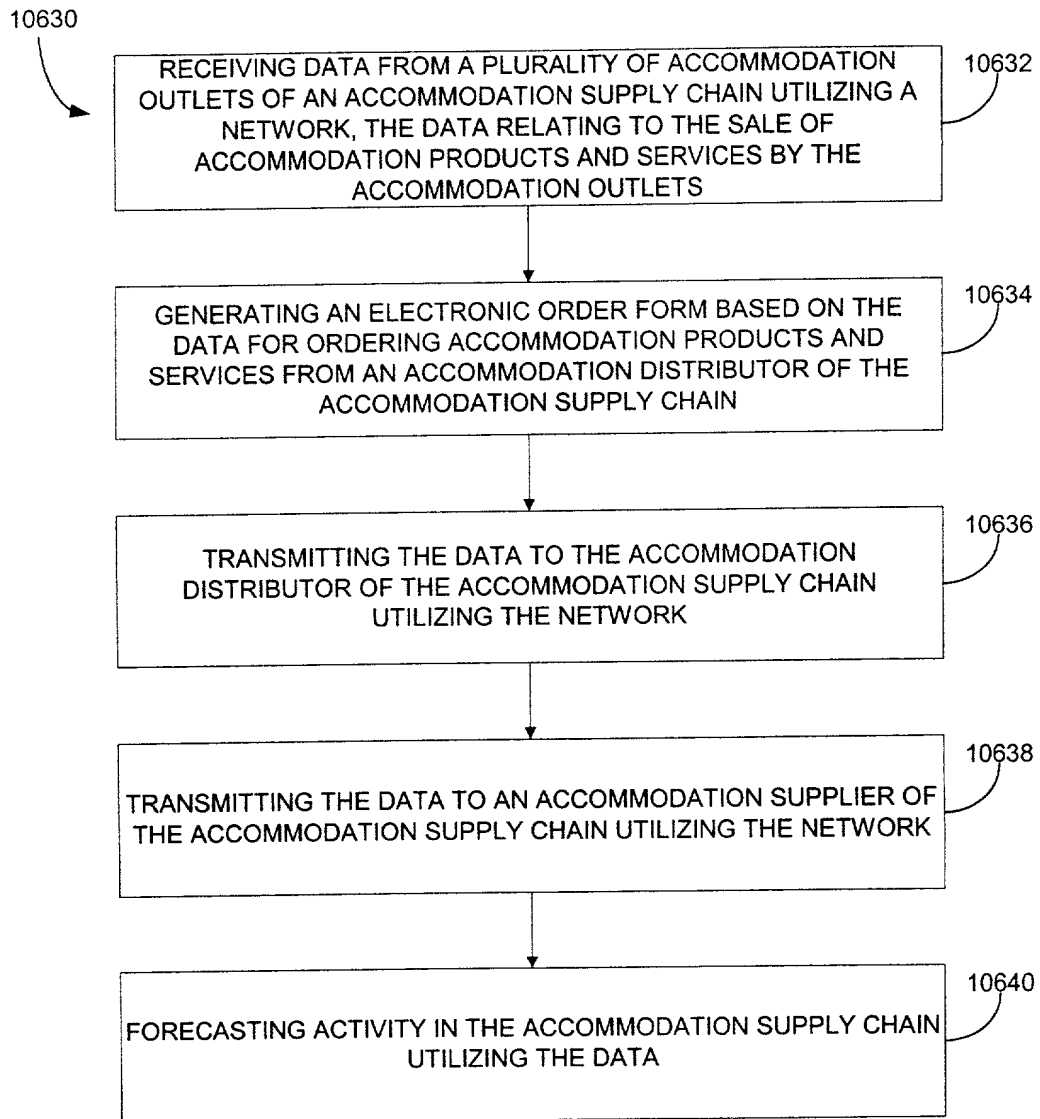 10630
RECEIVING DATA FROM A PLURALITY OF ACCOMMODATION
OUTLETS OF AN ACCOMMODATION SUPPLY CHAIN UTILIZING A
NETWORK, THE DATA RELATING TO THE SALE OF
ACCOMMODATION PRODUCTS AND SERVICES BY THE
ACCOMMODATION OUTLETS
10632
GENERATING AN ELECTRONIC ORDER FORM BASED ON THE
DATA FOR ORDERING ACCOMMODATION PRODUCTS AND
SERVICES FROM AN ACCOMMODATION DISTRIBUTOR OF THE
ACCOMMODATION SUPPLY CHAIN
10634
TRANSMITTING THE DATA TO THE ACCOMMODATION
DISTRIBUTOR OF THE ACCOMMODATION SUPPLY CHAIN
UTILIZING THE NETWORK
10636
TRANSMITTING THE DATA TO AN ACCOMMODATION SUPPLIER OF
THE ACCOMMODATION SUPPLY CHAIN UTILIZING THE NETWORK
10638
FORECASTING ACTIVITY IN THE ACCOMMODATION SUPPLY CHAIN
UTILIZING THE DATA
10640